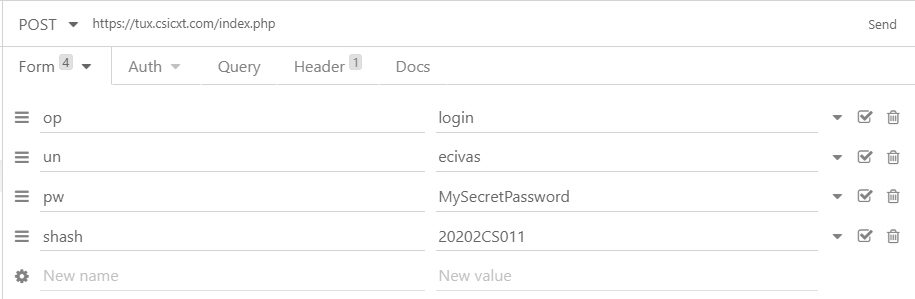 POST https://tux.csicxt.com/index.php Send
Form 4 Auth Query Header 1 Docs
op login
un ecivas
pw MySecretPassword
shash 20202CS011
New name New value